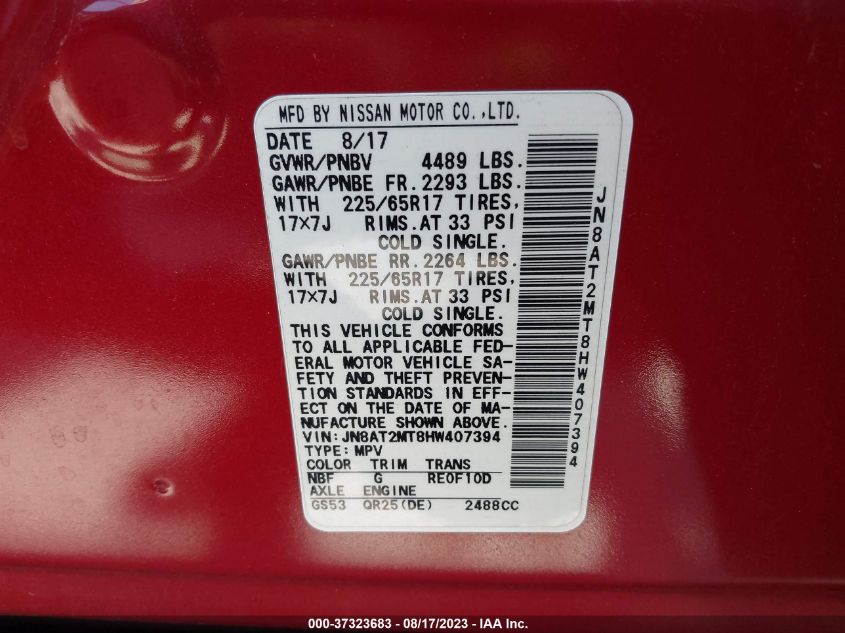 MFD BY NISSAN MOTOR CO.,LTD.
DATE 8/17
GVWR/PNBV 4489 LBS.
GAWR/PNBE FR. 2293 LBS.
WITH 225/65R17 TIRES,
17×7J RIMS. AT 33 PSI
COLD SINGLE.
GAWR/PNBE RR. 2264 LBS.
WITH 225/65R17 TIRES,
17×7J RIMS. AT 33 PSI
COLD SINGLE.
THIS VEHICLE CONFORMS
TO ALL APPLICABLE FED-
ERAL MOTOR VEHICLE SA-
FETY AND THEFT PREVEN-
TION STANDARDS IN EFF-
ECT ON THE DATE OF MA-
NUFACTURE SHOWN ABOVE.
VIN: JN8AT2MT8HW407394
TYPE: MPV
COLOR TRIM TRANS
NBF G RE0F10D
AXLE ENGINE
GS53 QR25(DE) 2488CC
JN8AT2MT8HW407394
000-37323683 - 08/17/2023 - IAA Inc.